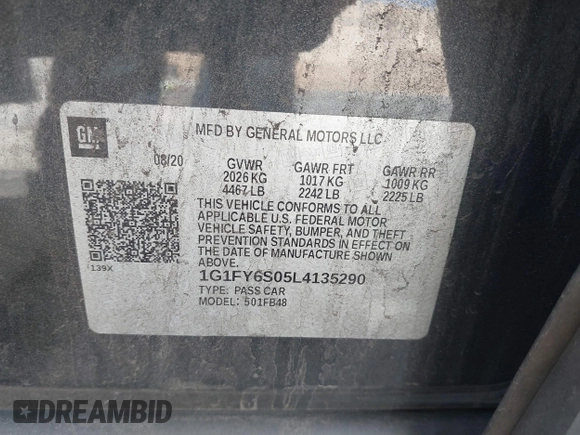 GM
MFD BY GENERAL MOTORS LLC
08/20
GVWR GAWR FRT GAWR RR
2026 KG 1017 KG 1009 KG
4467 LB 2242 LB 2225 LB
THIS VEHICLE CONFORMS TO ALL
APPLICABLE U.S. FEDERAL MOTOR
VEHICLE SAFETY, BUMPER, AND THEFT
PREVENTION STANDARDS IN EFFECT ON
THE DATE OF MANUFACTURE SHOWN
ABOVE.
139X
1G1FY6S05L4135290
TYPE: PASS CAR
MODEL: 501FB48
DREAMBID